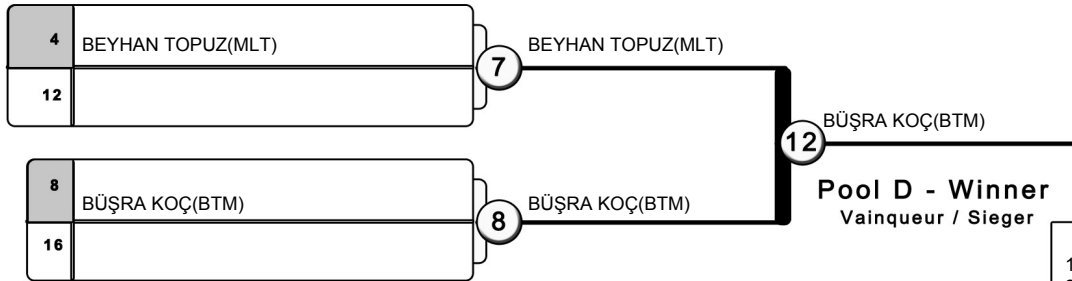 4 BEYHAN TOPUZ(MLT)
12
7 BEYHAN TOPUZ(MLT)
12 BÜŞRA KOÇ(BTM)
Pool D - Winner
Vainqueur / Sieger
8 BÜŞRA KOÇ(BTM)
16
8 BÜŞRA KOÇ(BTM)
1